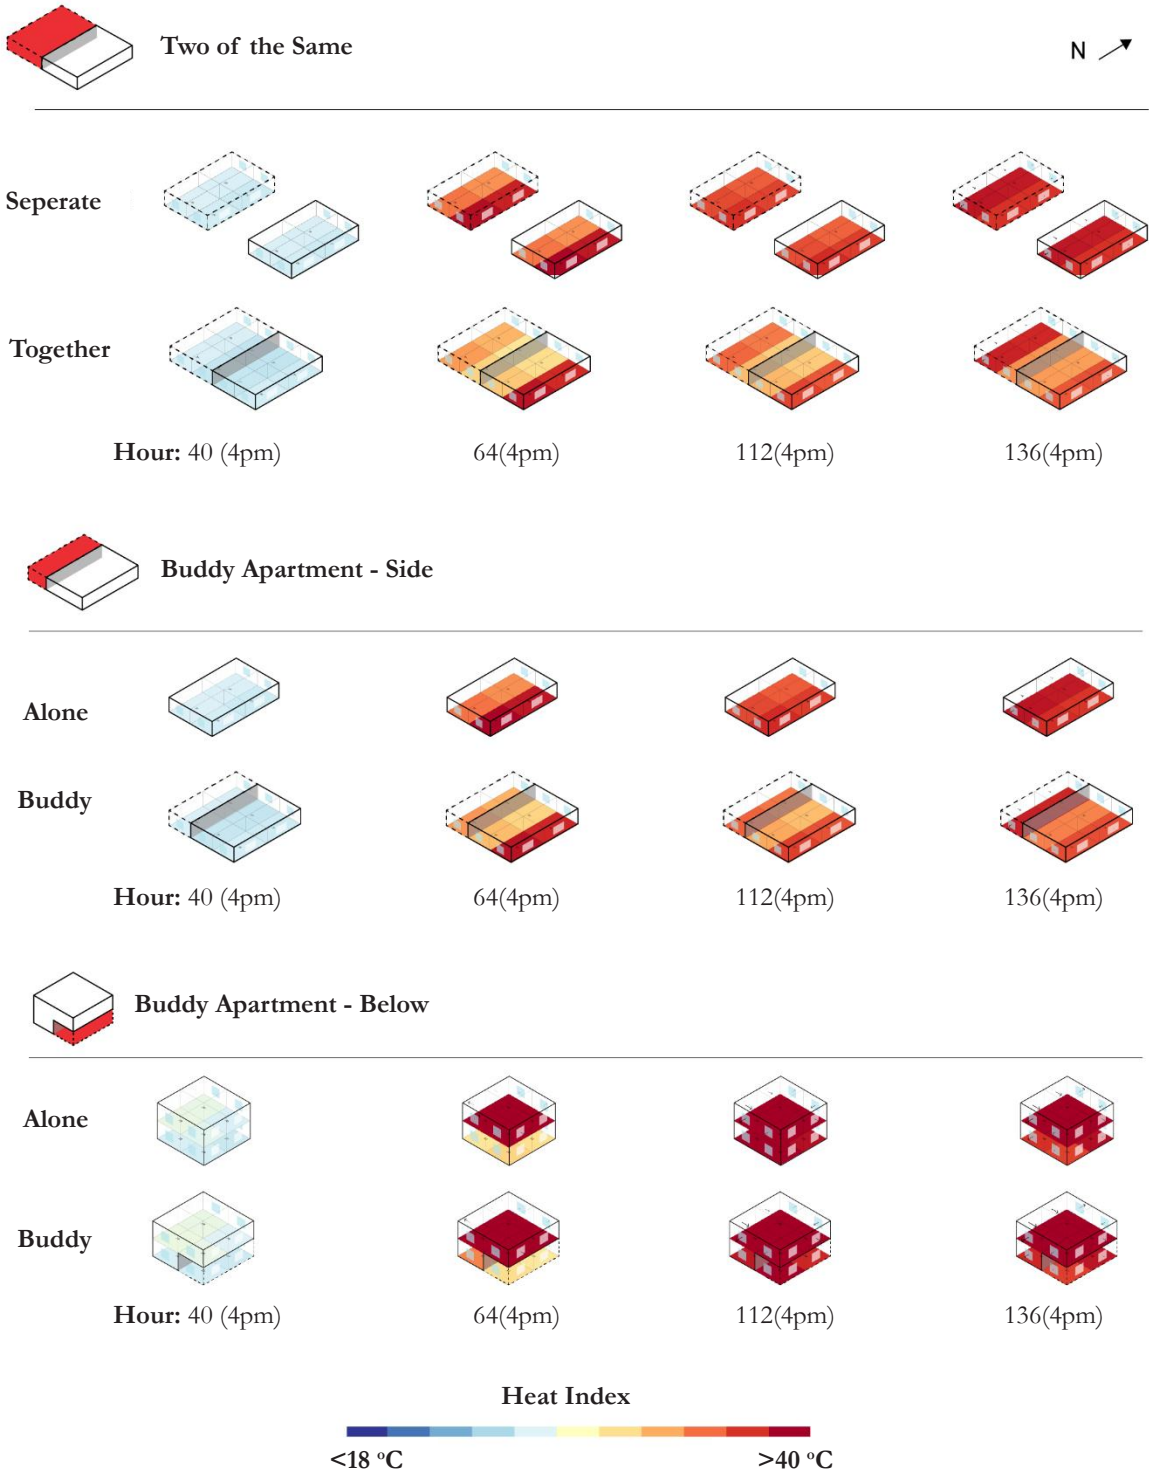 Two of the Same
N
Seperate
Together
Hour: 40 (4pm) 64(4pm) 112(4pm) 136(4pm)
Buddy Apartment - Side
Alone
Buddy
Hour: 40 (4pm) 64(4pm) 112(4pm) 136(4pm)
Buddy Apartment - Below
Alone
Buddy
Hour: 40 (4pm) 64(4pm) 112(4pm) 136(4pm)
Heat Index
<18 °C >40 °C